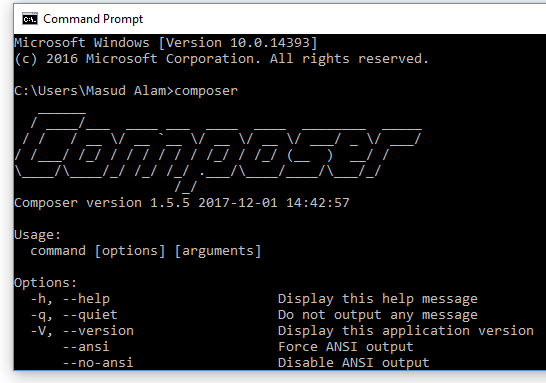 Command Prompt
Microsoft Windows [Version 10.0.14393]
(c) 2016 Microsoft Corporation. All rights reserved.
C:\Users\Masud Alam>composer
Composer
Composer version 1.5.5 2017-12-01 14:42:57
Usage:
command [options] [arguments]
Options:
-h, --help Display this help message
-q, --quiet Do not output any message
-V, --version Display this application version
--ansi Force ANSI output
--no-ansi Disable ANSI output